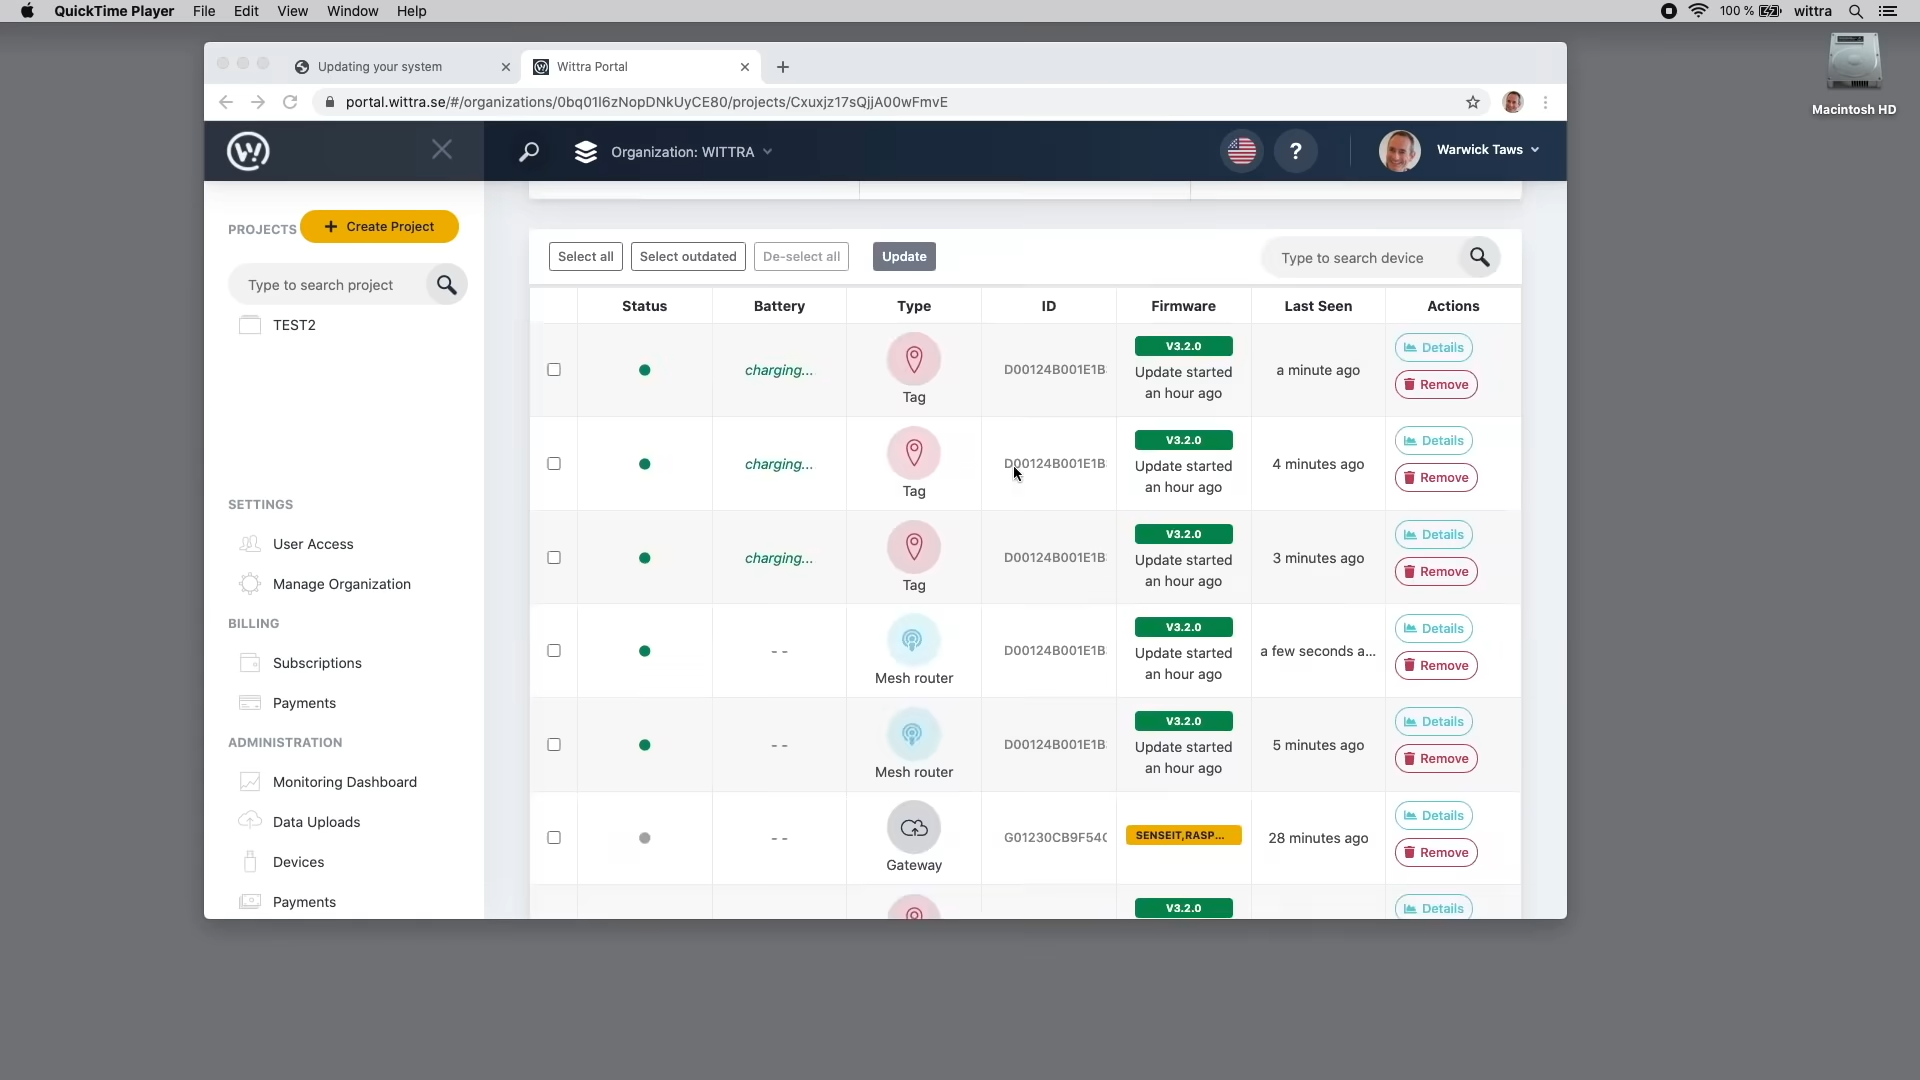 QuickTime Player File Edit View Window Help 100 % wittra
Macintosh HD
Updating your system Wittra Portal
portal.wittra.se/#/organizations/0bq01I6zNopDNkUyCE80/projects/Cxuxjz17sQjjA00wFmvE
W! Organization: WITTRA ? Warwick Taws
PROJECTS + Create Project
Type to search project
TEST2
SETTINGS
User Access
Manage Organization
BILLING
Subscriptions
Payments
ADMINISTRATION
Monitoring Dashboard
Data Uploads
Devices
Payments
Select all Select outdated De-select all Update Type to search device
Status Battery Type ID Firmware Last Seen Actions
charging... Tag D00124B001E1B V3.2.0 Update started an hour ago a minute ago Details Remove
charging... Tag D00124B001E1B V3.2.0 Update started an hour ago 4 minutes ago Details Remove
charging... Tag D00124B001E1B V3.2.0 Update started an hour ago 3 minutes ago Details Remove
- - Mesh router D00124B001E1B V3.2.0 Update started an hour ago a few seconds a... Details Remove
- - Mesh router D00124B001E1B V3.2.0 Update started an hour ago 5 minutes ago Details Remove
- - Gateway G01230CB9F54 SENSEIT,RASP... 28 minutes ago Details Remove
V3.2.0 Details